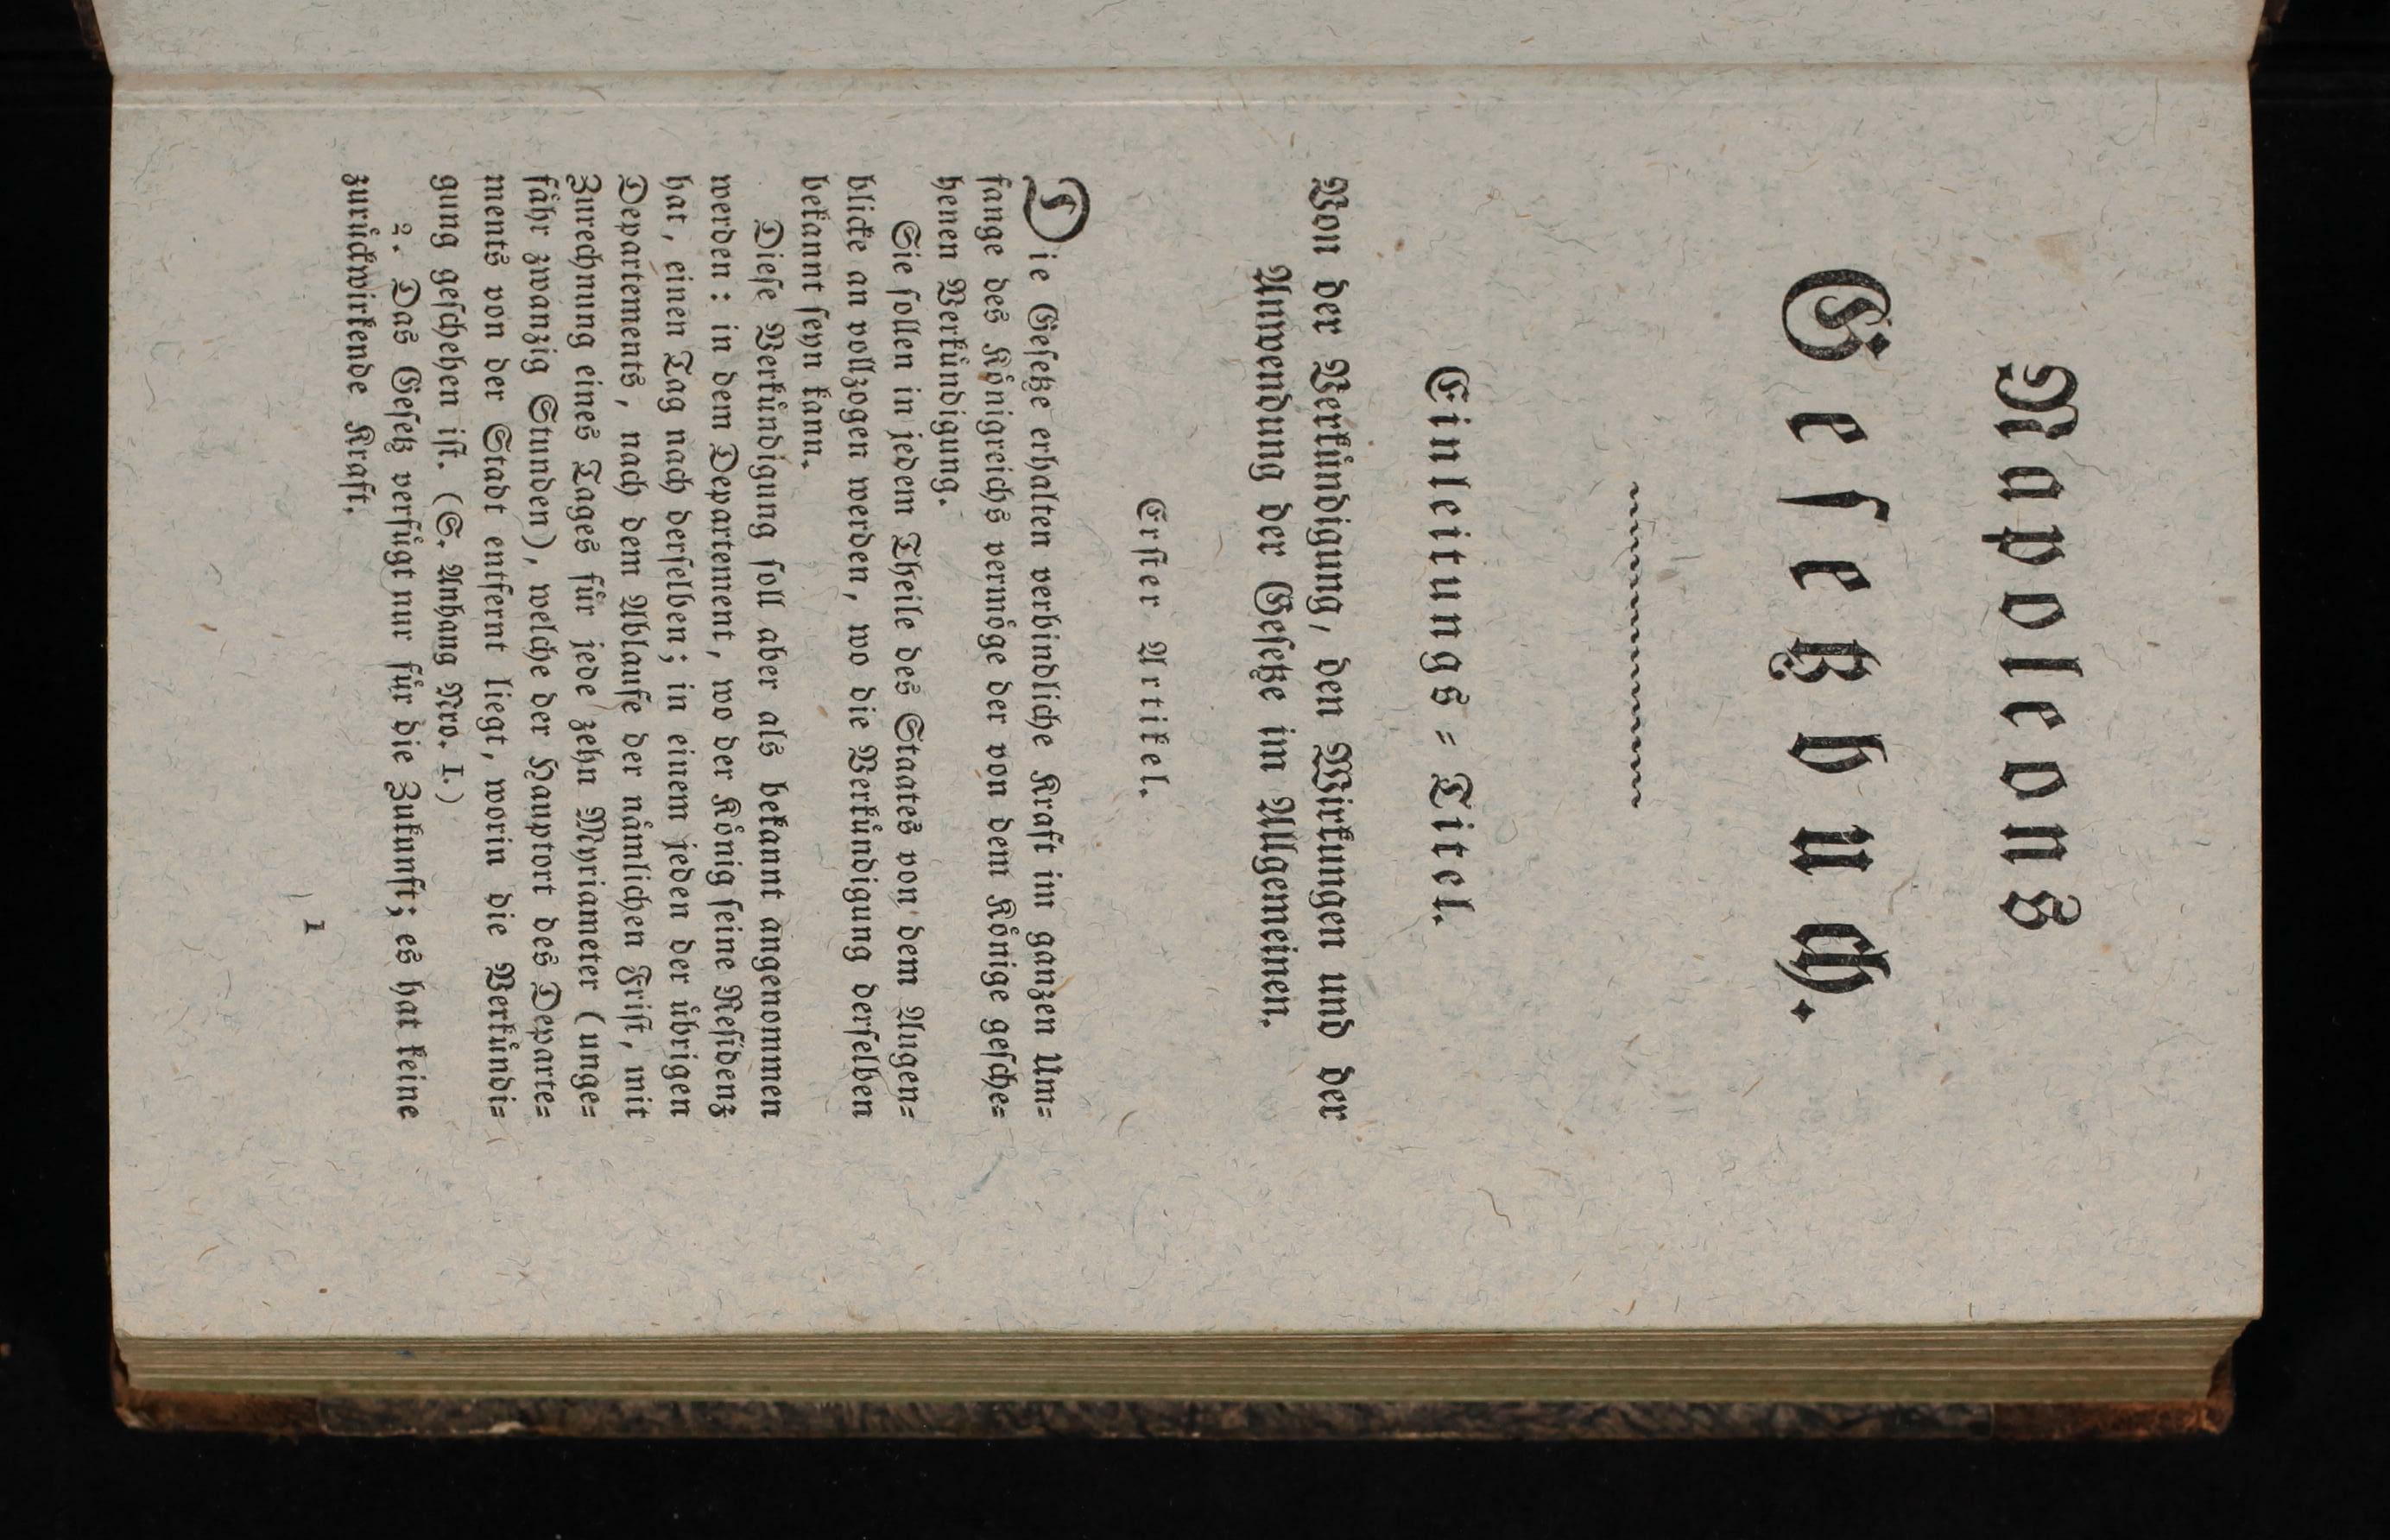 Napoleons
Gesetzbuch.
Einleitungs=Titel.
Von der Verkündigung, den Wirkungen und der
Anwendung der Gesetze im Allgemeinen.
Erster Artikel.
Die Gesetze erhalten verbindliche Kraft im ganzen Um=
fange des Königreichs vermöge der von dem Könige gesche=
henen Verkündigung.
Sie sollen in jedem Theile des Staates von dem Augen=
blicke an vollzogen werden, wo die Verkündigung derselben
bekannt seyn kann.
Diese Verkündigung soll aber als bekannt angenommen
werden: in dem Departement, wo der König seine Residenz
hat, einen Tag nach derselben; in einem jeden der übrigen
Departements, nach dem Ablaufe der nämlichen Frist, mit
Zurechnung eines Tages für jede zehn Myriameter (unge=
fähr zwanzig Stunden), welche der Hauptort des Departe=
ments von der Stadt entfernt liegt, worin die Verkündi=
gung geschehen ist. (S. Anhang Nro. I.)
2. Das Gesetz verfügt nur für die Zukunft; es hat keine
zurückwirkende Kraft.
1